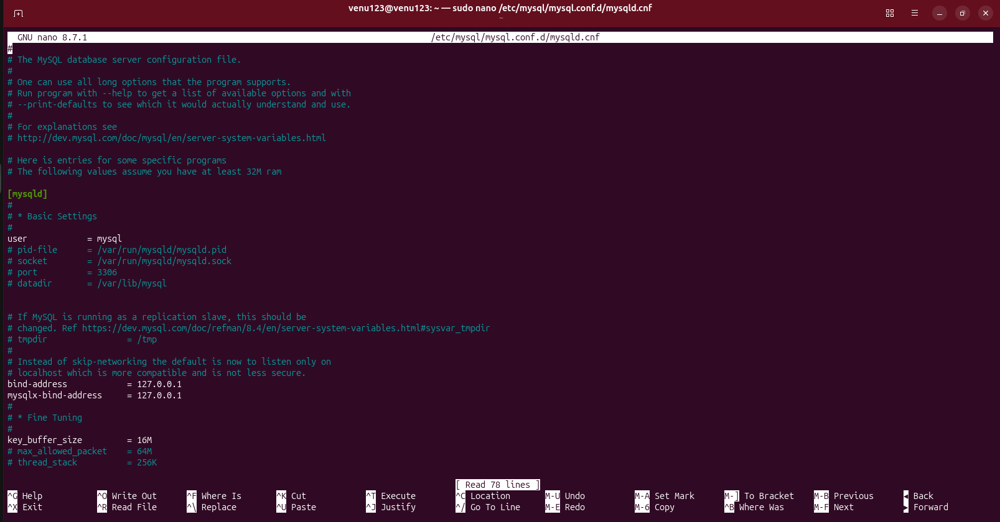 venu123@venu123: ~ — sudo nano /etc/mysql/mysql.conf.d/mysqld.cnf
~
GNU nano 8.7.1 /etc/mysql/mysql.conf.d/mysqld.cnf
#
# The MySQL database server configuration file.
#
# One can use all long options that the program supports.
# Run program with --help to get a list of available options and with
# --print-defaults to see which it would actually understand and use.
#
# For explanations see
# http://dev.mysql.com/doc/mysql/en/server-system-variables.html

# Here is entries for some specific programs
# The following values assume you have at least 32M ram

[mysqld]
#
# * Basic Settings
#
user            = mysql
# pid-file      = /var/run/mysqld/mysqld.pid
# socket        = /var/run/mysqld/mysqld.sock
# port          = 3306
# datadir       = /var/lib/mysql

# If MySQL is running as a replication slave, this should be
# changed. Ref https://dev.mysql.com/doc/refman/8.4/en/server-system-variables.html#sysvar_tmpdir
# tmpdir                = /tmp
#
# Instead of skip-networking the default is now to listen only on
# localhost which is more compatible and is not less secure.
bind-address            = 127.0.0.1
mysqlx-bind-address     = 127.0.0.1
#
# * Fine Tuning
#
key_buffer_size         = 16M
# max_allowed_packet    = 64M
# thread_stack          = 256K
[ Read 78 lines ]
^G Help ^O Write Out ^F Where Is ^K Cut ^T Execute ^C Location M-U Undo M-A Set Mark M-] To Bracket M-B Previous ◂ Back
^X Exit ^R Read File ^\ Replace ^U Paste ^J Justify ^/ Go To Line M-E Redo M-6 Copy ^B Where Was M-F Next ▸ Forward